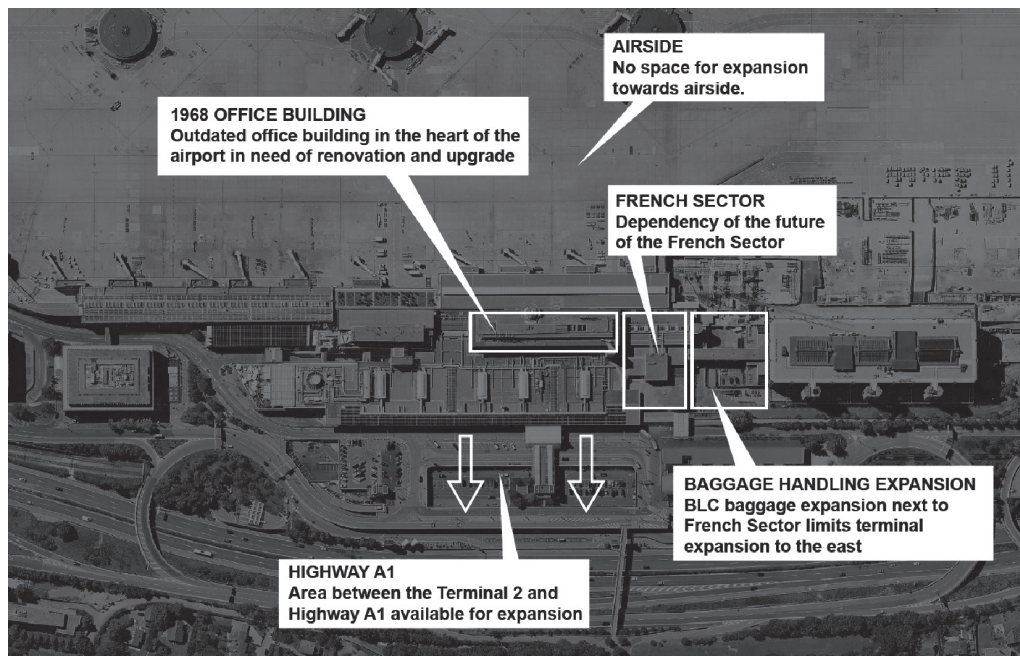 AIRSIDE
No space for expansion
towards airside.
1968 OFFICE BUILDING
Outdated office building in the heart of the
airport in need of renovation and upgrade
FRENCH SECTOR
Dependency of the future
of the French Sector
BAGGAGE HANDLING EXPANSION
BLC baggage expansion next to
French Sector limits terminal
expansion to the east
HIGHWAY A1
Area between the Terminal 2 and
Highway A1 available for expansion